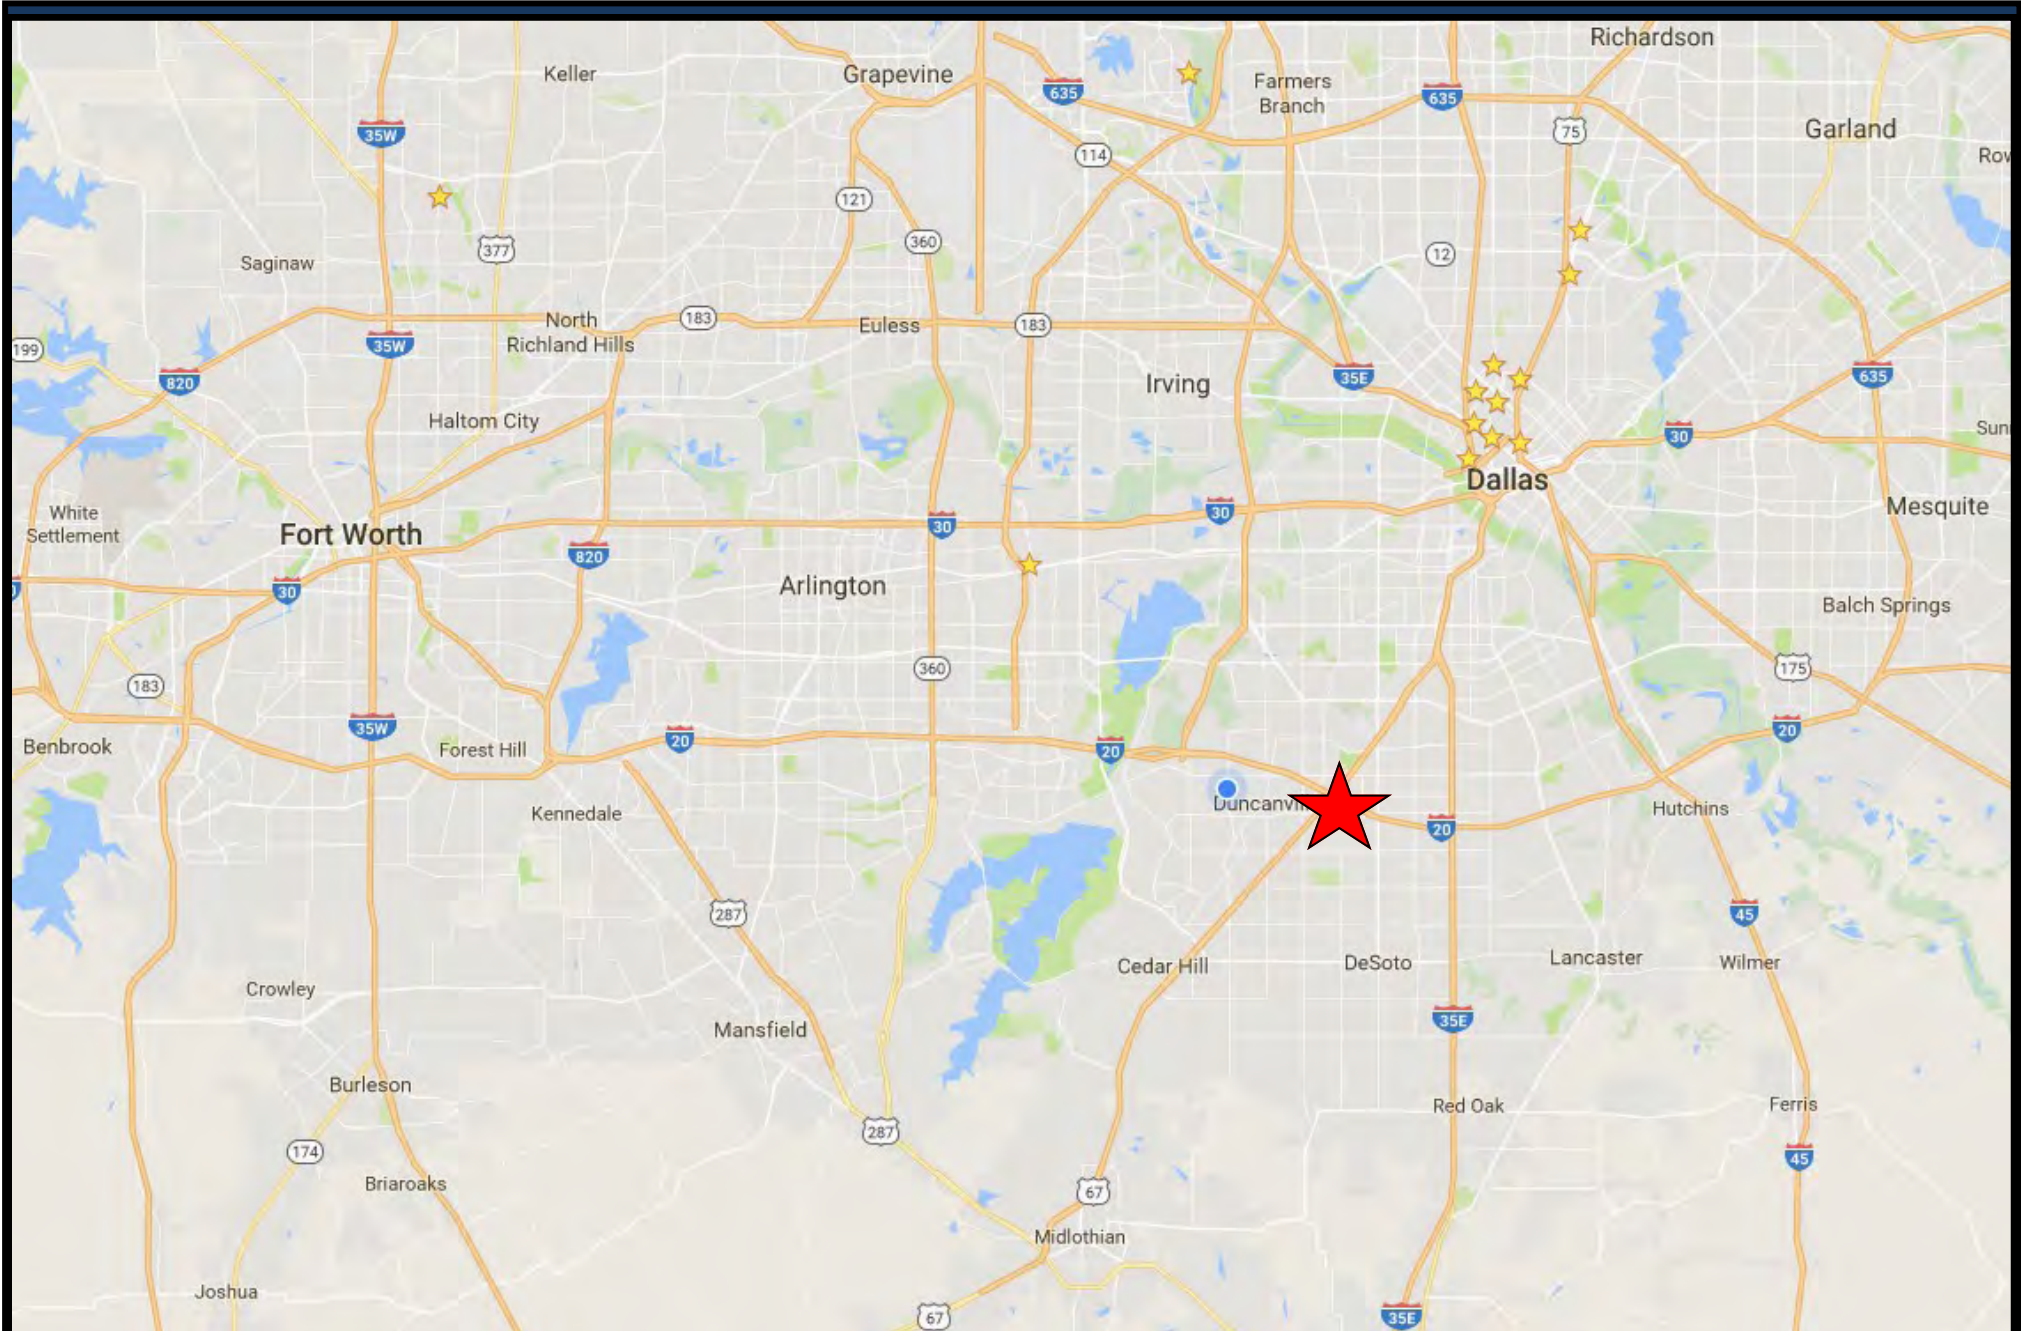 Richardson
Keller
Grapevine
Farmers
Branch
635
635
35W
75
Garland
114
Row
121
377
360
12
Saginaw
183
North
Richland Hills
Euless
183
35W
199
820
Irving
35E
635
Haltom City
30
Sun
Dallas
White
Settlement
Fort Worth
30
30
Mesquite
820
30
Arlington
Balch Springs
183
360
175
35W
Benbrook
Forest Hill
20
20
20
Kennedale
Duncanvi
20
Hutchins
287
45
Cedar Hill
DeSoto
Lancaster
Wilmer
Crowley
Mansfield
35E
Burleson
Red Oak
Ferris
287
174
45
Briaroaks
67
Midlothian
Joshua
67
35E